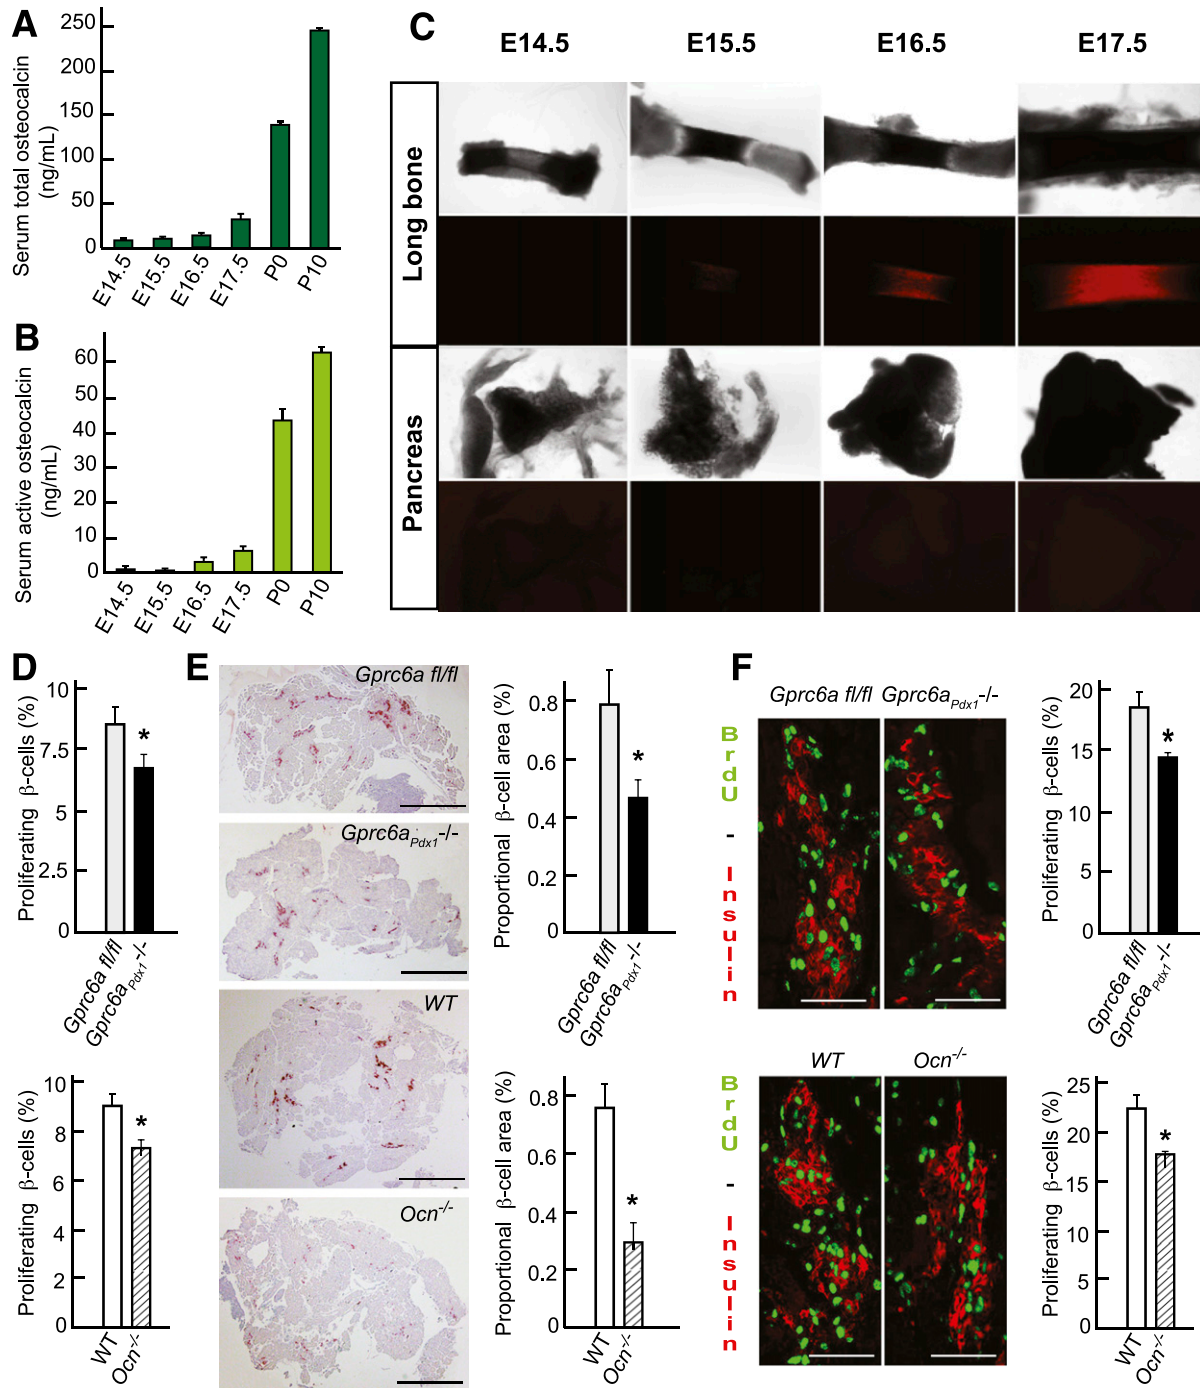 A
Serum total osteocalcin
(ng/mL)
250
200
150
100
50
0
E14.5
E15.5
E16.5
E17.5
P0
P10
B
Serum active osteocalcin
(ng/mL)
60
50
40
30
20
10
0
E14.5
E15.5
E16.5
E17.5
P0
P10
C
E14.5 E15.5 E16.5 E17.5
Long bone
Pancreas
D
Proliferating β-cells (%)
10
7.5
5
2.5
0
*
Gprc6a fl/fl
Gprc6aPdx1-/-
Proliferating β-cells (%)
10
8
6
4
2
0
*
WT
Ocn-/-
E
Gprc6a fl/fl
Gprc6aPdx1-/-
WT
Ocn-/-
Proportional β-cell area (%)
0.8
0.6
0.4
0.2
0
*
Gprc6a fl/fl
Gprc6aPdx1-/-
Proportional β-cell area (%)
0.8
0.6
0.4
0.2
0
*
WT
Ocn-/-
F
Gprc6a fl/fl Gprc6aPdx1-/-
BrdU - Insulin
Proliferating β-cells (%)
20
15
10
5
0
*
Gprc6a fl/fl
Gprc6aPdx1-/-
WT Ocn-/-
BrdU - Insulin
Proliferating β-cells (%)
25
20
15
10
5
0
*
WT
Ocn-/-